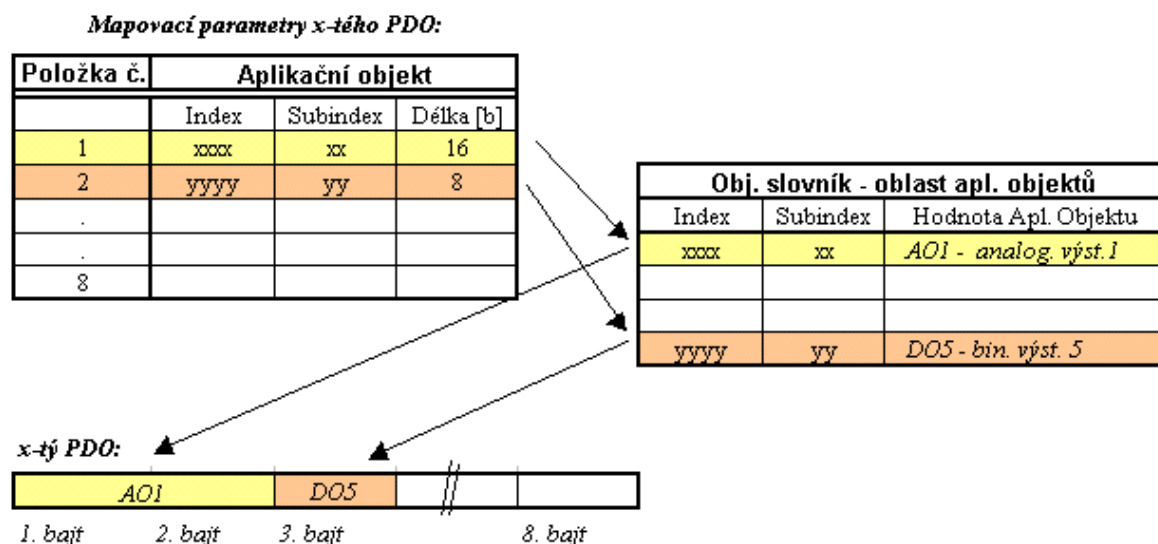 Mapovací parametry x-tého PDO:
Položka č. Aplikační objekt
Index Subindex Délka [b]
1 xxxx xx 16
2 yyyy yy 8
.
.
8
Obj. slovník - oblast apl. objektů
Index Subindex Hodnota Apl. Objektu
xxxx xx AO1 - analog. výst.1
yyyy yy DO5 - bin. výst. 5
x-tý PDO:
AO1 DO5
1. bajt 2. bajt 3. bajt 8. bajt